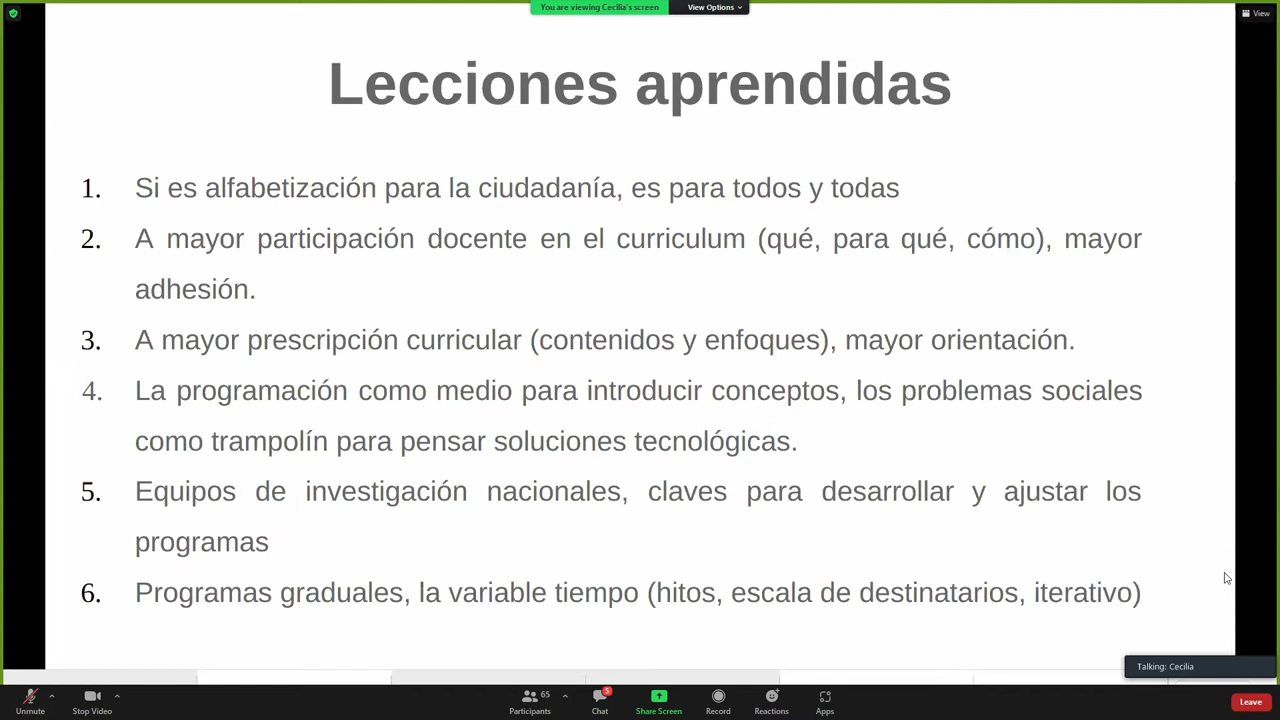 You are viewing Cecilia's screen
View Options
View
Lecciones aprendidas
1. Si es alfabetización para la ciudadanía, es para todos y todas
2. A mayor participación docente en el curriculum (qué, para qué, cómo), mayor
adhesión.
3. A mayor prescripción curricular (contenidos y enfoques), mayor orientación.
4. La programación como medio para introducir conceptos, los problemas sociales
como trampolín para pensar soluciones tecnológicas.
5. Equipos de investigación nacionales, claves para desarrollar y ajustar los
programas
6. Programas graduales, la variable tiempo (hitos, escala de destinatarios, iterativo)
Talking: Cecilia
65
5
Unmute
Stop Video
Participants
Chat
Share Screen
Record
Reactions
Apps
Leave